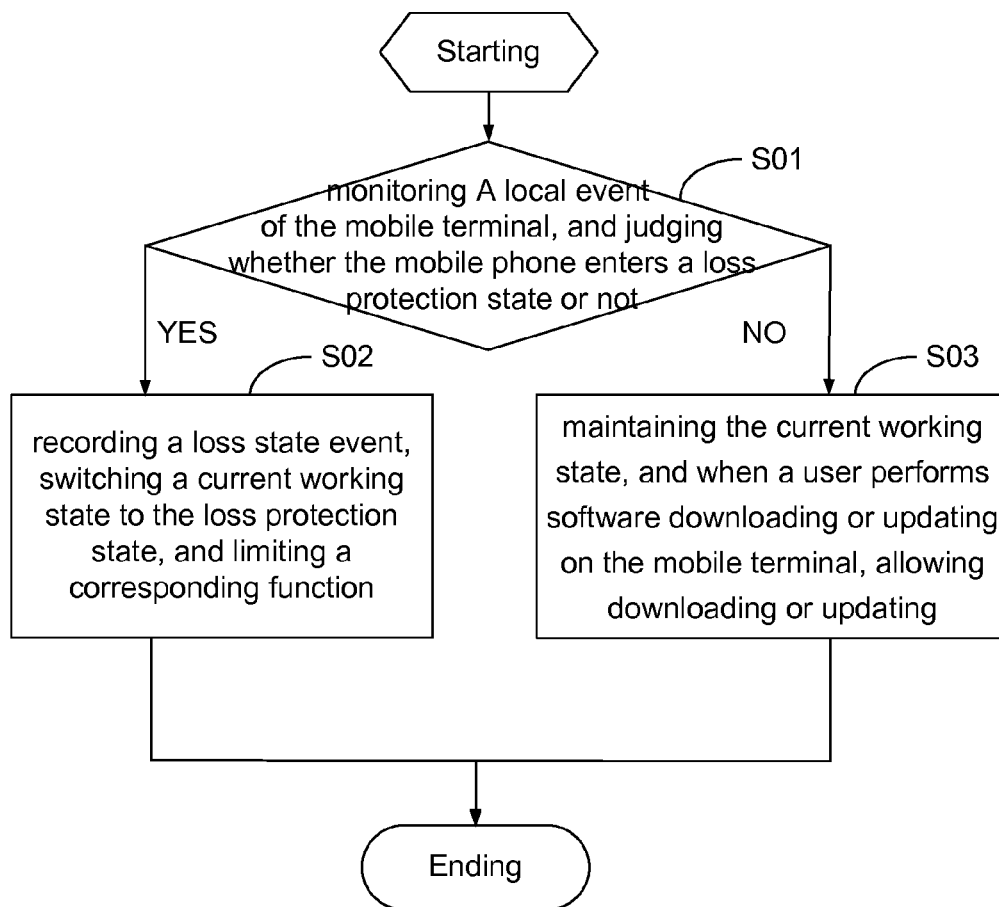 Starting
S01
monitoring A local event
of the mobile terminal, and judging
whether the mobile phone enters a loss
protection state or not
YES
NO
S02
S03
recording a loss state event,
switching a current working
state to the loss protection
state, and limiting a
corresponding function
maintaining the current working
state, and when a user performs
software downloading or updating
on the mobile terminal, allowing
downloading or updating
Ending